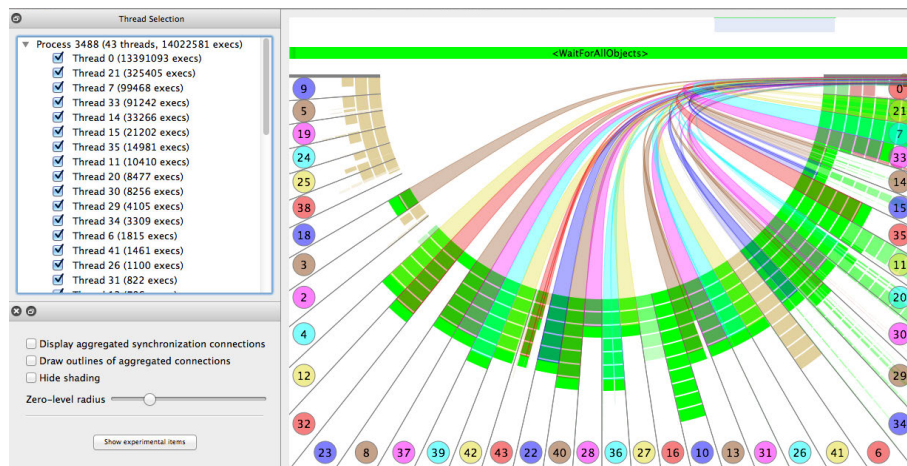 Thread Selection
Process 3488 (43 threads, 14022581 execs)
Thread 0 (13391093 execs)
Thread 21 (325405 execs)
Thread 7 (99468 execs)
Thread 33 (91242 execs)
Thread 14 (33266 execs)
Thread 15 (21202 execs)
Thread 35 (14981 execs)
Thread 11 (10410 execs)
Thread 20 (8477 execs)
Thread 30 (8256 execs)
Thread 29 (4105 execs)
Thread 34 (3309 execs)
Thread 6 (1815 execs)
Thread 41 (1461 execs)
Thread 26 (1100 execs)
Thread 31 (822 execs)
Display aggregated synchronization connections
Draw outlines of aggregated connections
Hide shading
Zero-level radius
Show experimental items
<WaitForAllObjects>
9
5
19
24
25
38
18
3
2
4
12
32
23
8
37
39
42
43
22
40
28
36
27
16
10
13
31
26
41
6
0
21
7
33
14
15
35
11
20
30
29
34